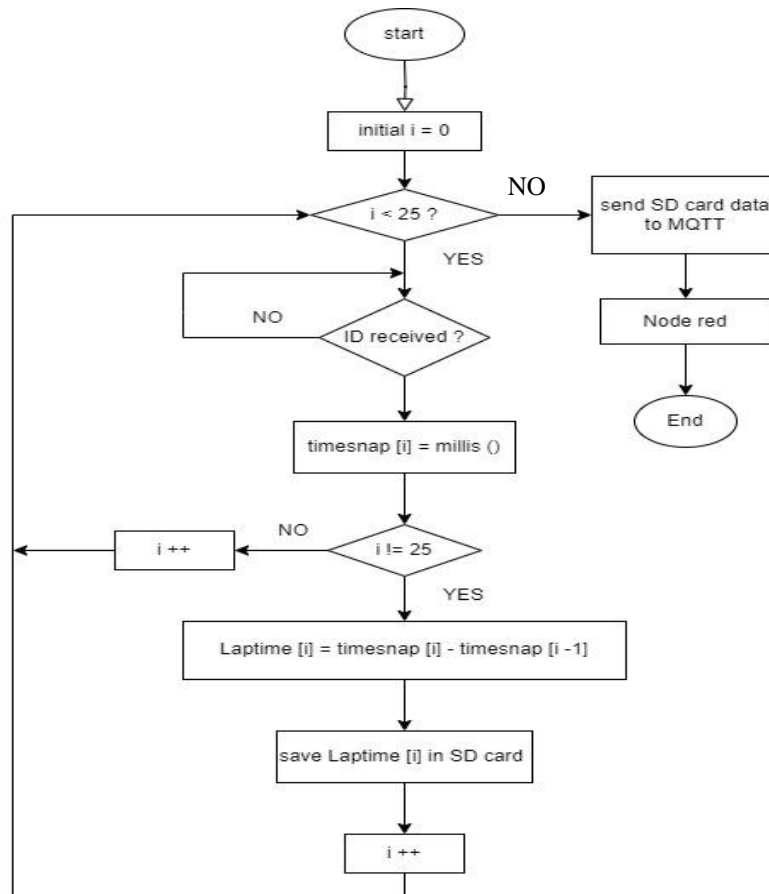 start
initial i = 0
i < 25 ?
NO
send SD card data
to MQTT
YES
Node red
NO
ID received ?
End
timesnap [i] = millis ()
i ++
NO
i != 25
YES
Laptime [i] = timesnap [i] - timesnap [i -1]
save Laptime [i] in SD card
i ++